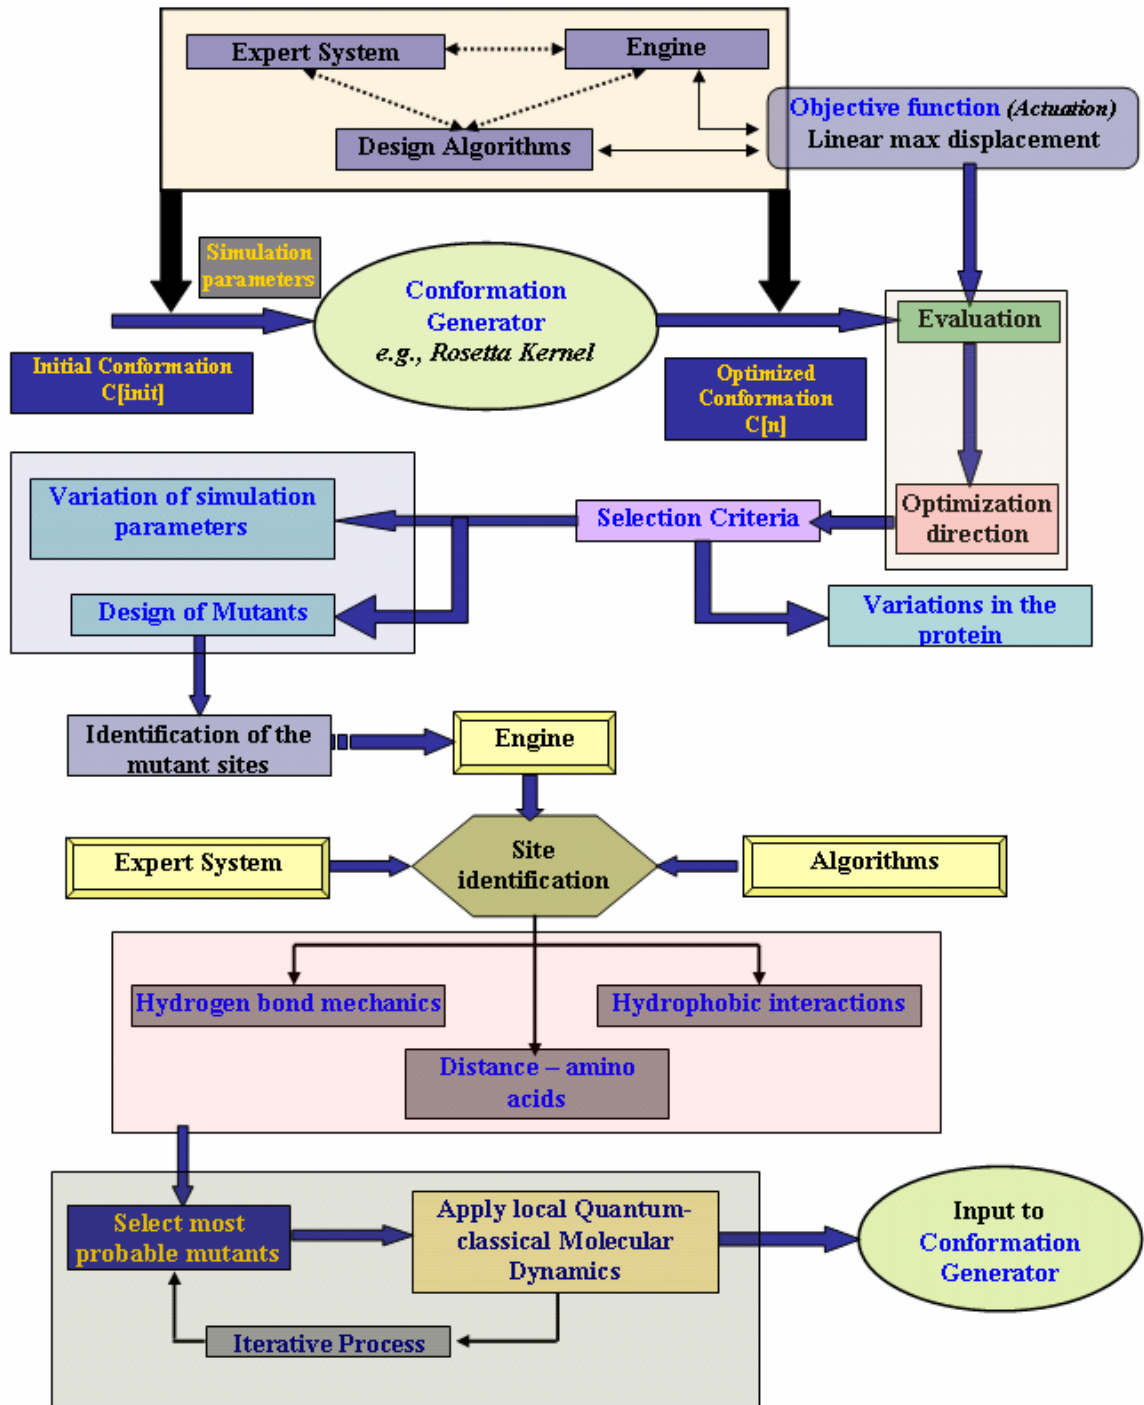 Expert System
Engine
Design Algorithms
Objective function (Actuation)
Linear max displacement
Simulation
parameters
Conformation
Generator
e.g., Rosetta Kernel
Evaluation
Initial Conformation
C[init]
Optimized
Conformation
C[n]
Variation of simulation
parameters
Selection Criteria
Optimization
direction
Design of Mutants
Variations in the
protein
Identification of the
mutant sites
Engine
Expert System
Site
identification
Algorithms
Hydrogen bond mechanics
Hydrophobic interactions
Distance – amino
acids
Select most
probable mutants
Apply local Quantum-
classical Molecular
Dynamics
Input to
Conformation
Generator
Iterative Process